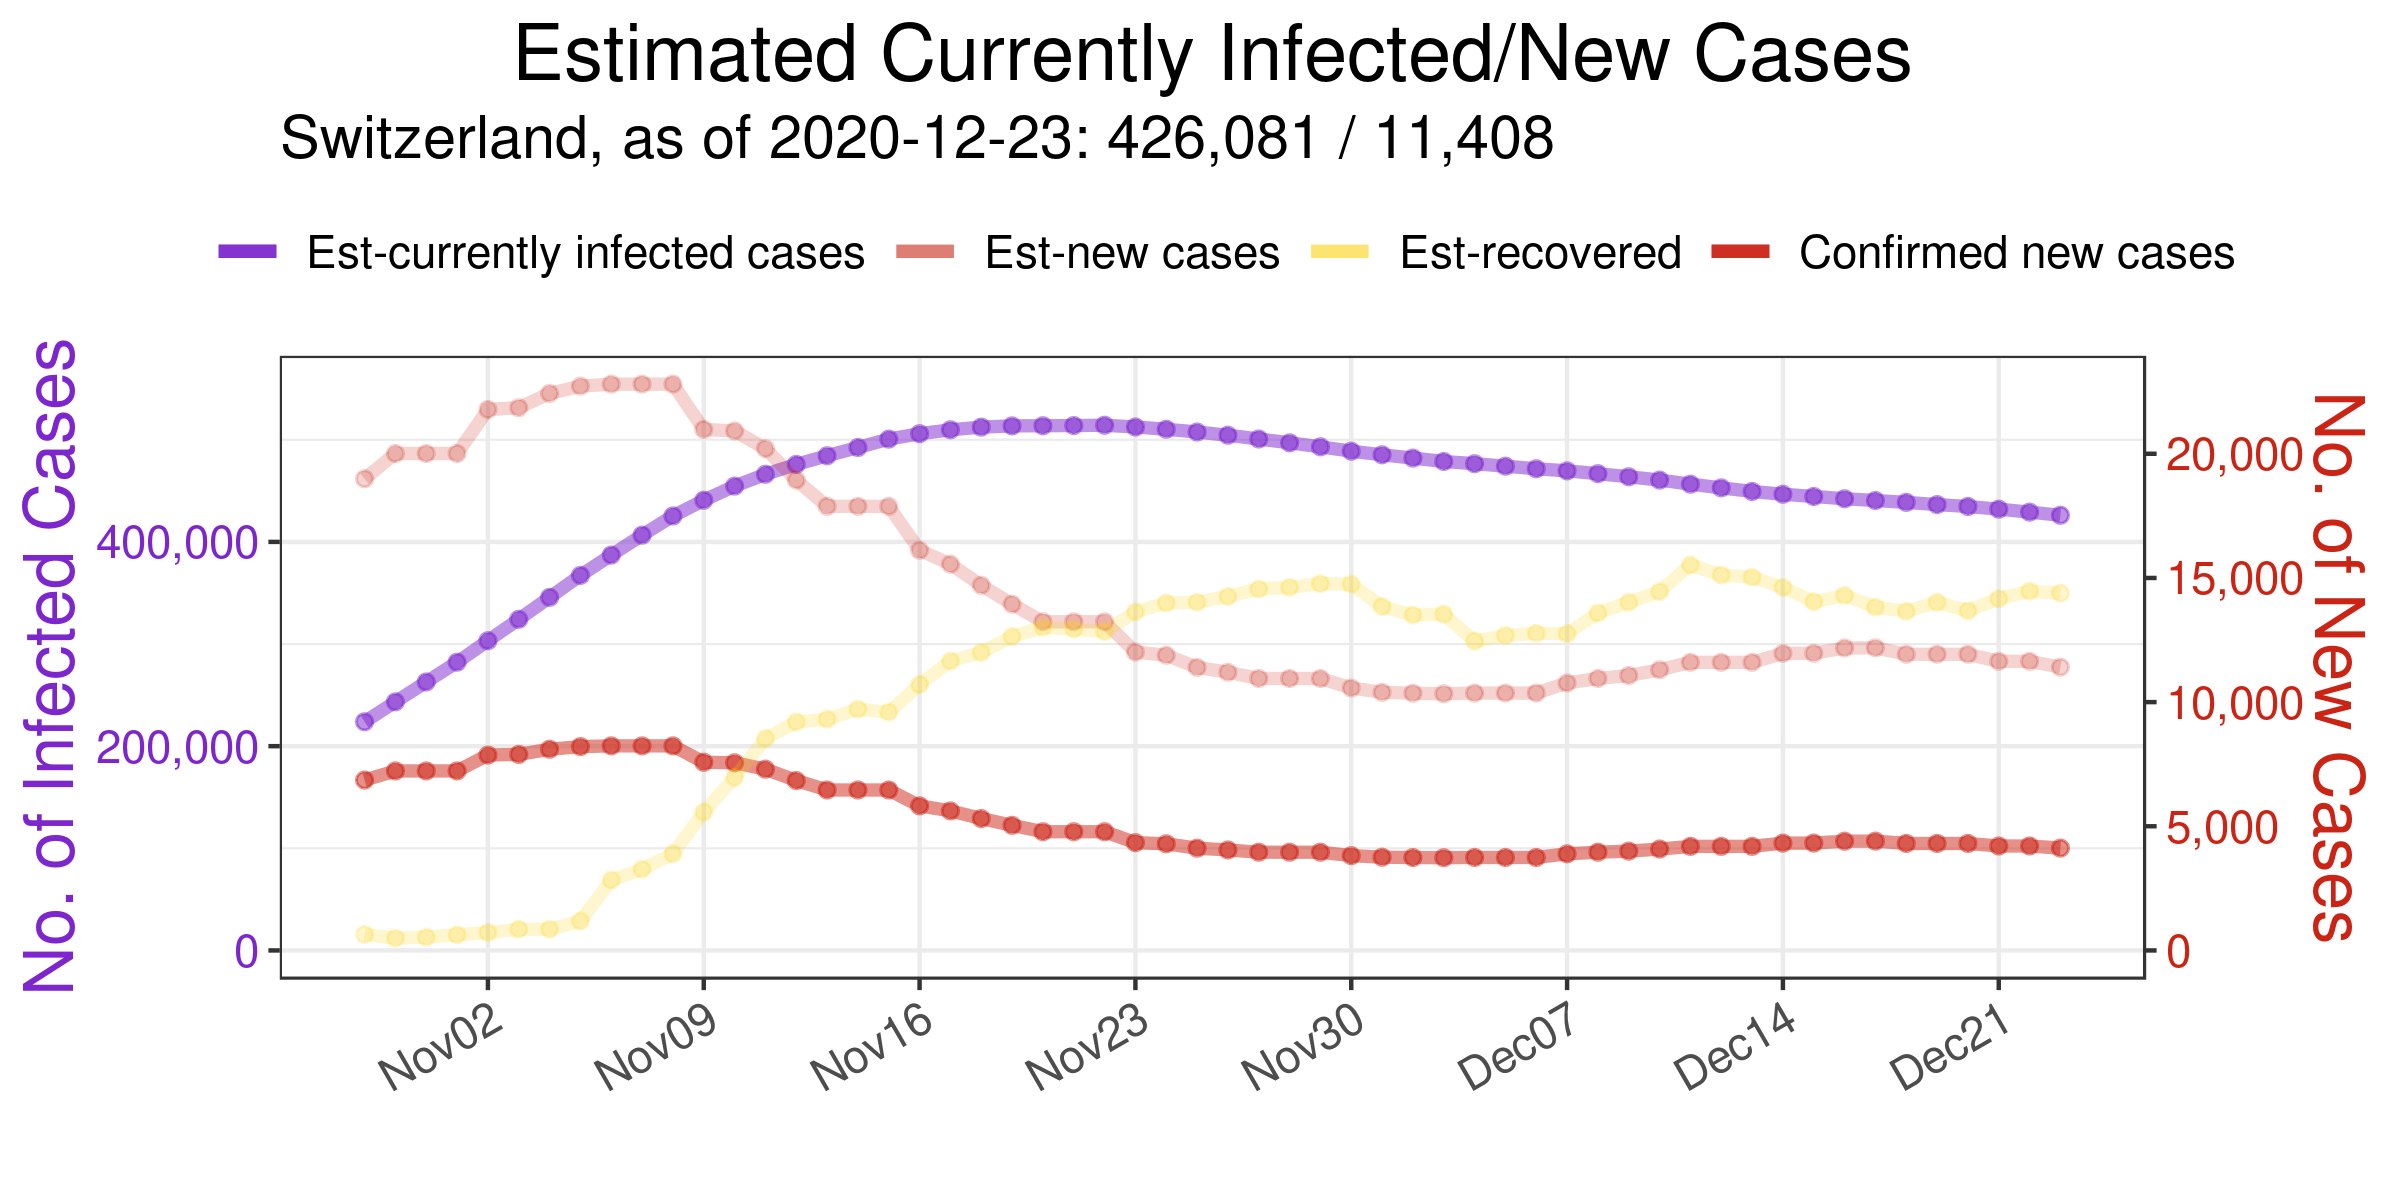 Estimated Currently Infected/New Cases
Switzerland, as of 2020-12-23: 426,081 / 11,408
Est-currently infected cases Est-new cases Est-recovered Confirmed new cases
No. of Infected Cases
400,000
200,000
0
20,000
15,000
10,000
5,000
0
No. of New Cases
Nov02 Nov09 Nov16 Nov23 Nov30 Dec07 Dec14 Dec21